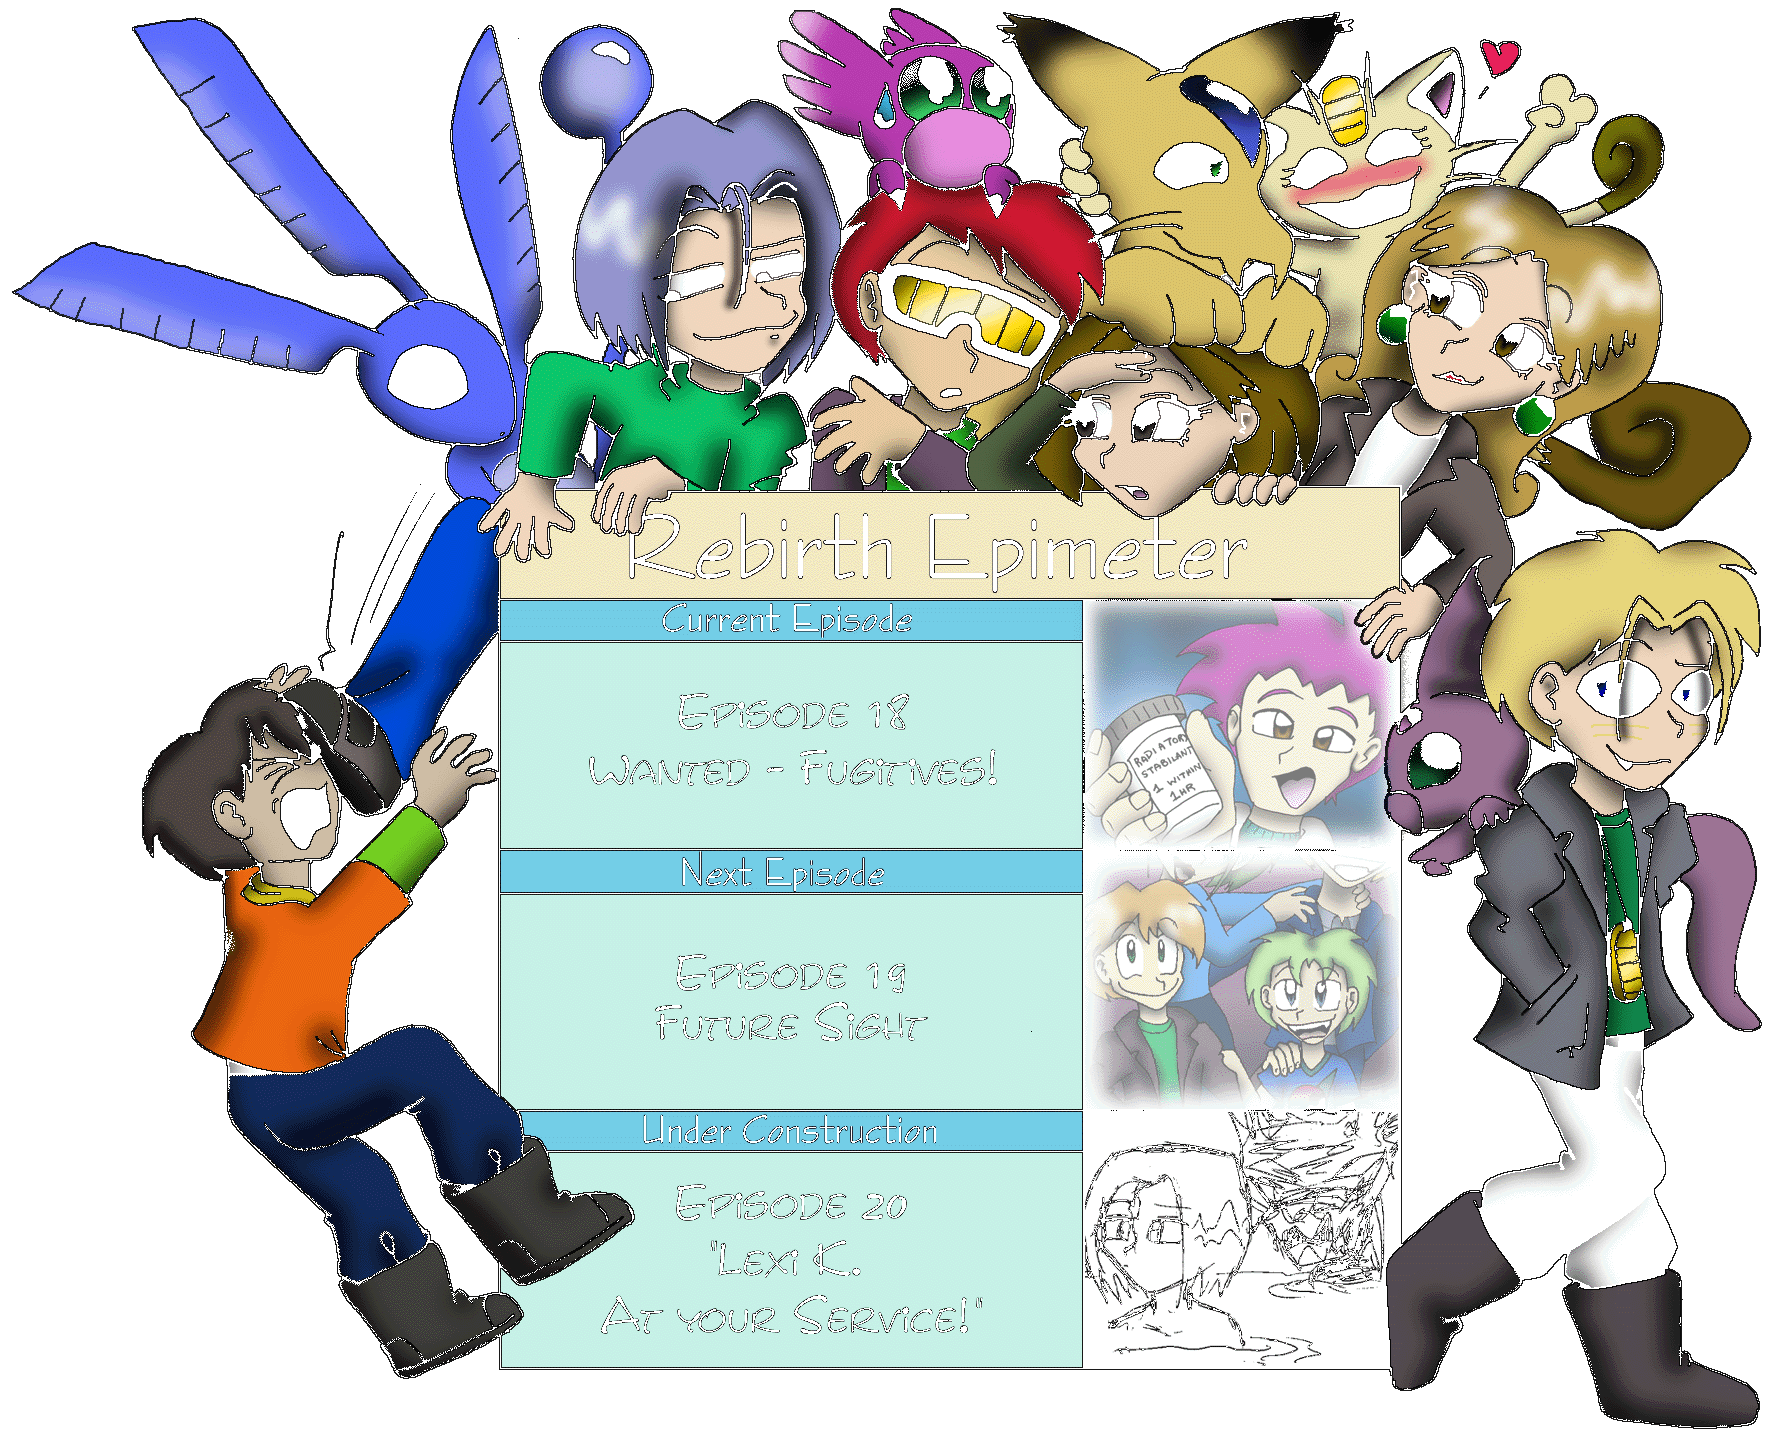 Rebirth Epimeter
Current Episode
Episode 18
Wanted - Fugitives!
RADIATORY
STABILANT
1 WITHIN
1HR
Next Episode
Episode 19
Future Sight
Under Construction
Episode 20
"Lexi K.
At your Service!"